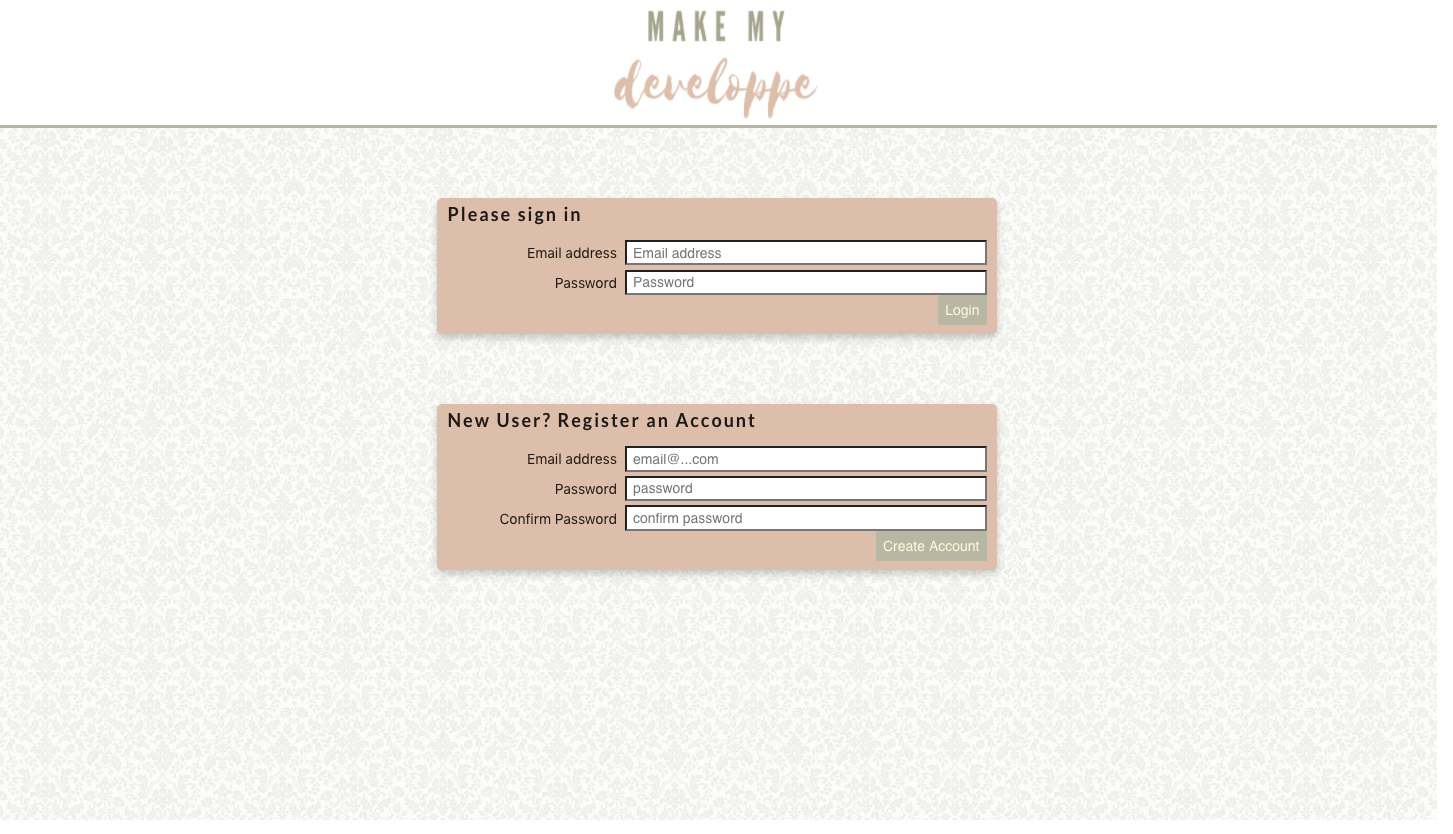 MAKE MY
developpe
Please sign in
Email address Email address
Password Password
Login
New User? Register an Account
Email address email@...com
Password password
Confirm Password confirm password
Create Account